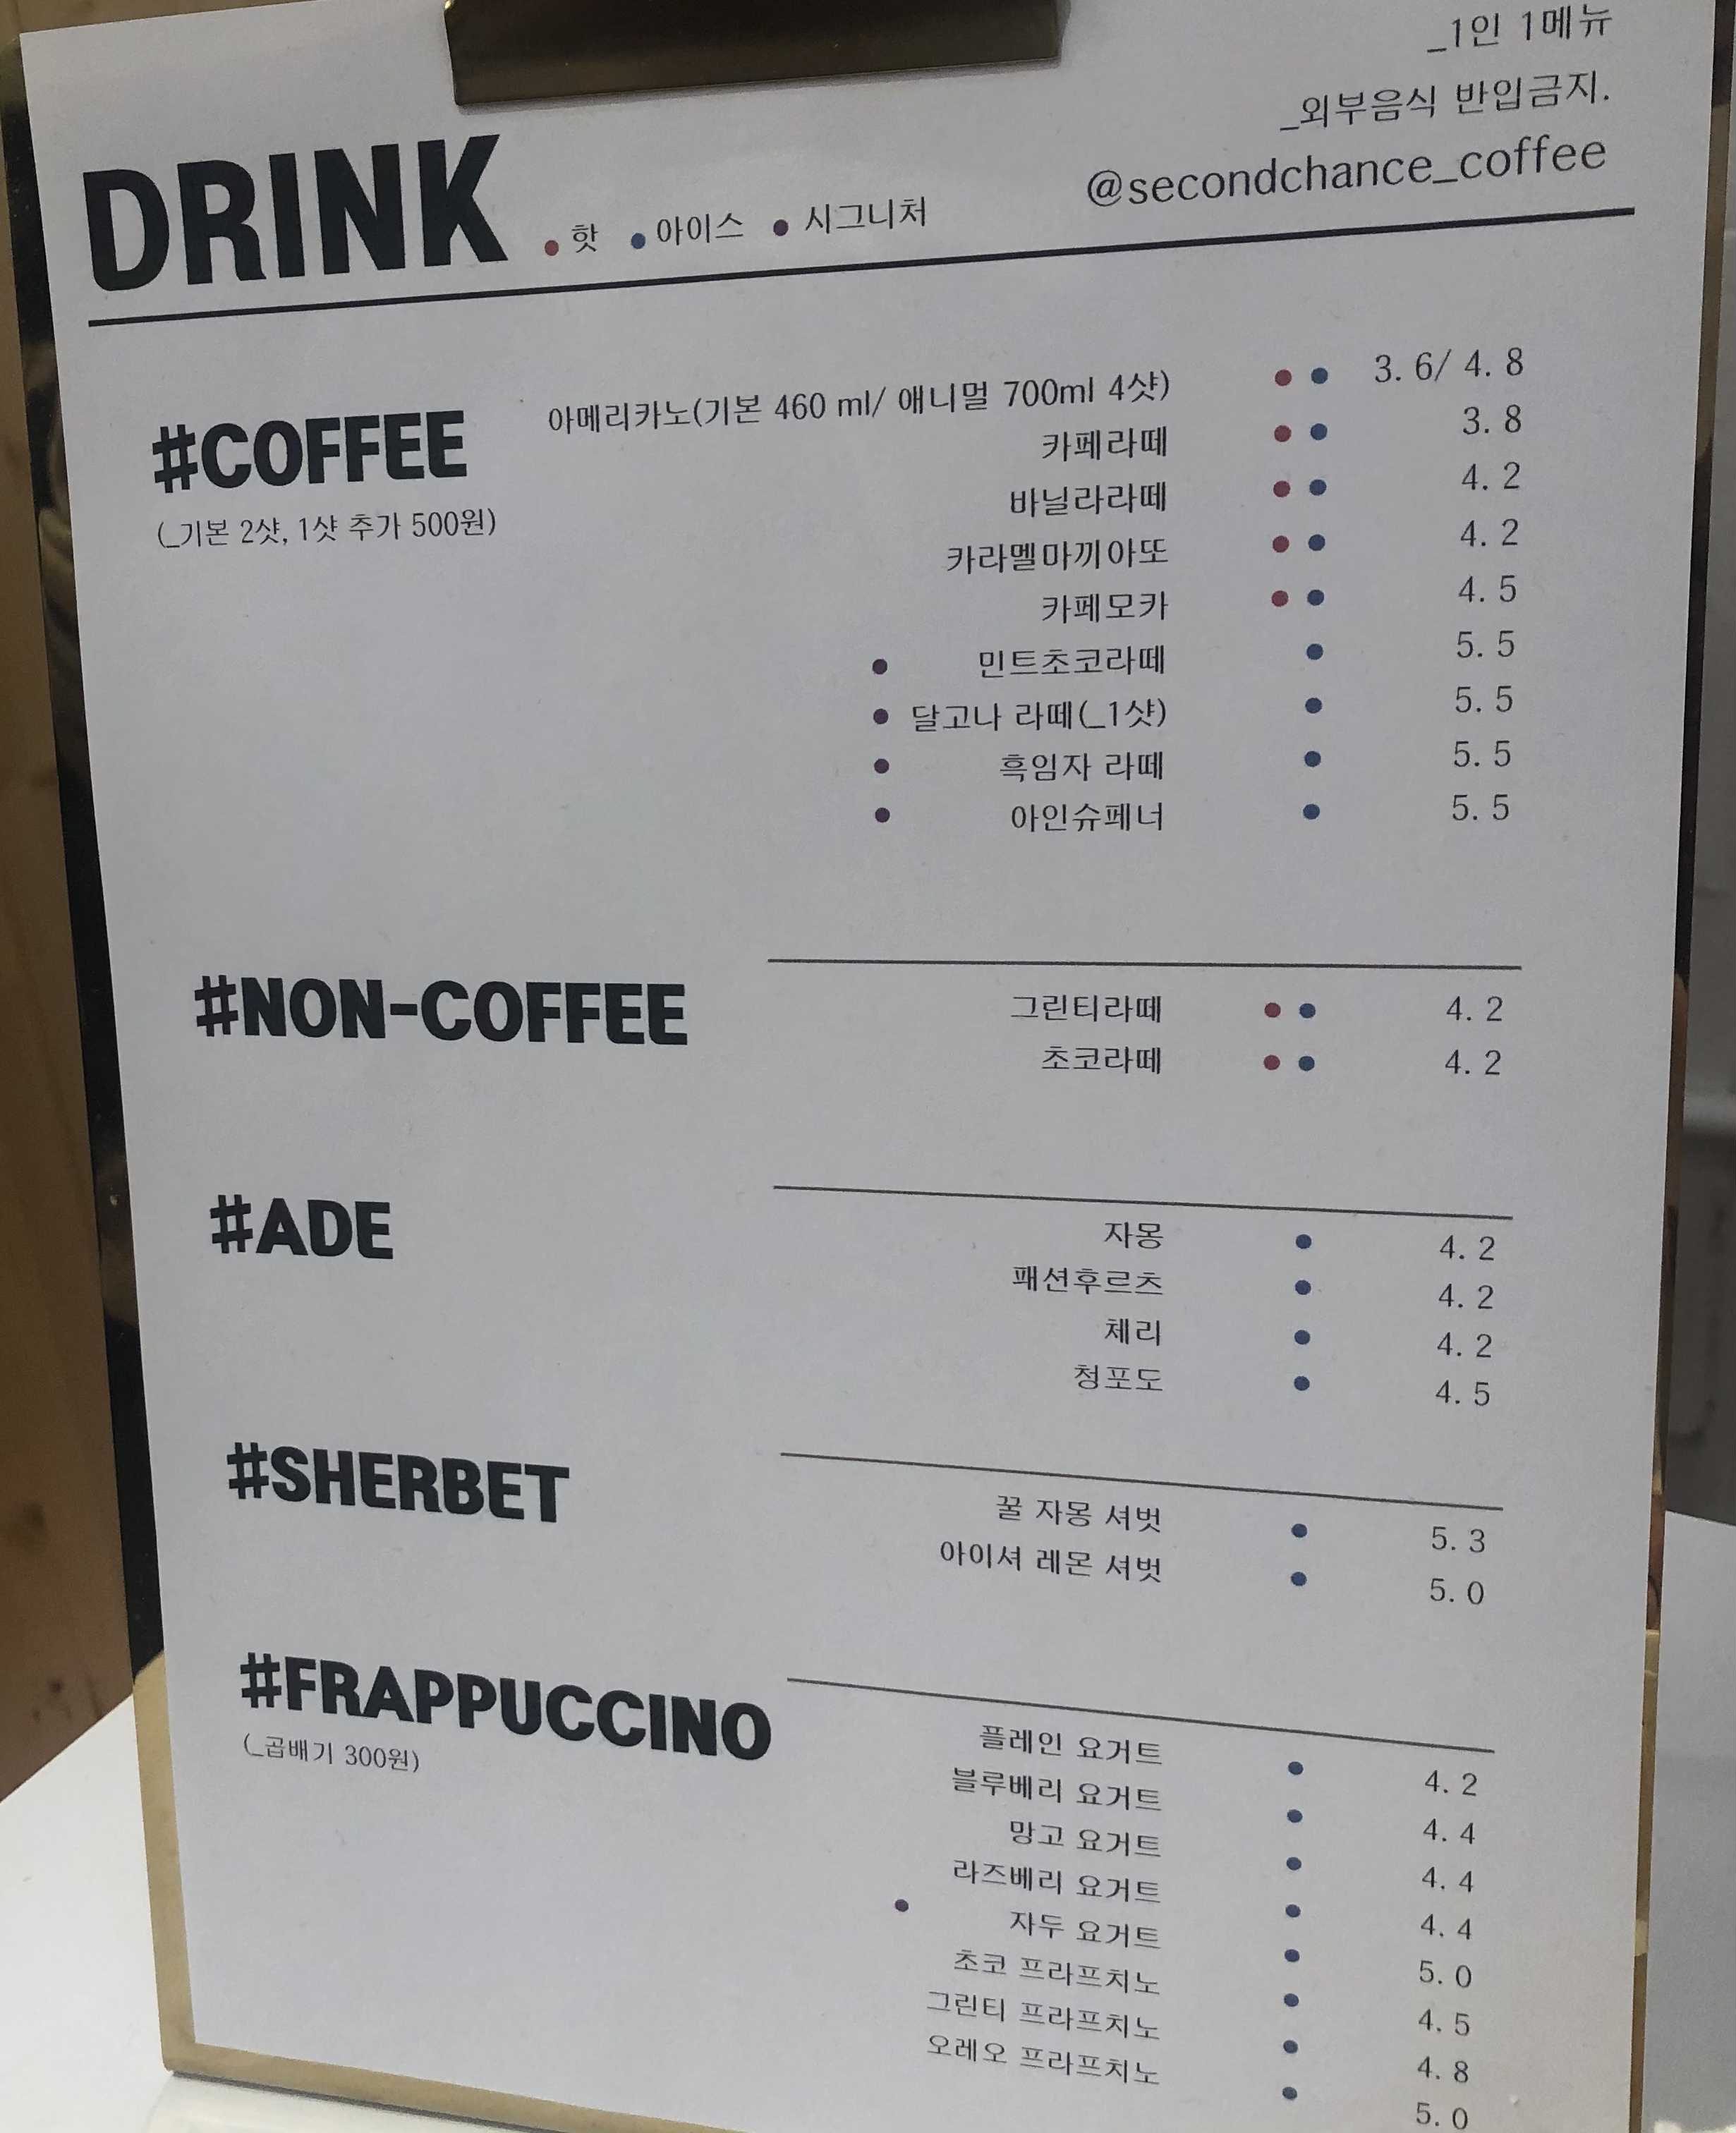 _1인 1메뉴
_외부음식 반입금지.
@secondchance_coffee
DRINK ● 핫 ● 아이스 ● 시그니처
#COFFEE
(_기본 2샷, 1샷 추가 500원)
아메리카노(기본 460 ml/ 애니멀 700ml 4샷) ● ● 3. 6/ 4. 8
카페라떼 ● ● 3. 8
바닐라라떼 ● ● 4. 2
카라멜마끼아또 ● ● 4. 2
카페모카 ● ● 4. 5
● 민트초코라떼 ● 5. 5
● 달고나 라떼(_1샷) ● 5. 5
● 흑임자 라떼 ● 5. 5
● 아인슈페너 ● 5. 5
#NON-COFFEE
그린티라떼 ● ● 4. 2
초코라떼 ● ● 4. 2
#ADE
자몽 ● 4. 2
패션후르츠 ● 4. 2
체리 ● 4. 2
청포도 ● 4. 5
#SHERBET
꿀 자몽 셔벗 ● 5. 3
아이셔 레몬 셔벗 ● 5. 0
#FRAPPUCCINO
(_곱배기 300원)
플레인 요거트 ● 4. 2
블루베리 요거트 ● 4. 4
망고 요거트 ● 4. 4
라즈베리 요거트 ● 4. 4
● 자두 요거트 ● 5. 0
초코 프라프치노 ● 4. 5
그린티 프라프치노 ● 4. 8
오레오 프라프치노 ● 5. 0